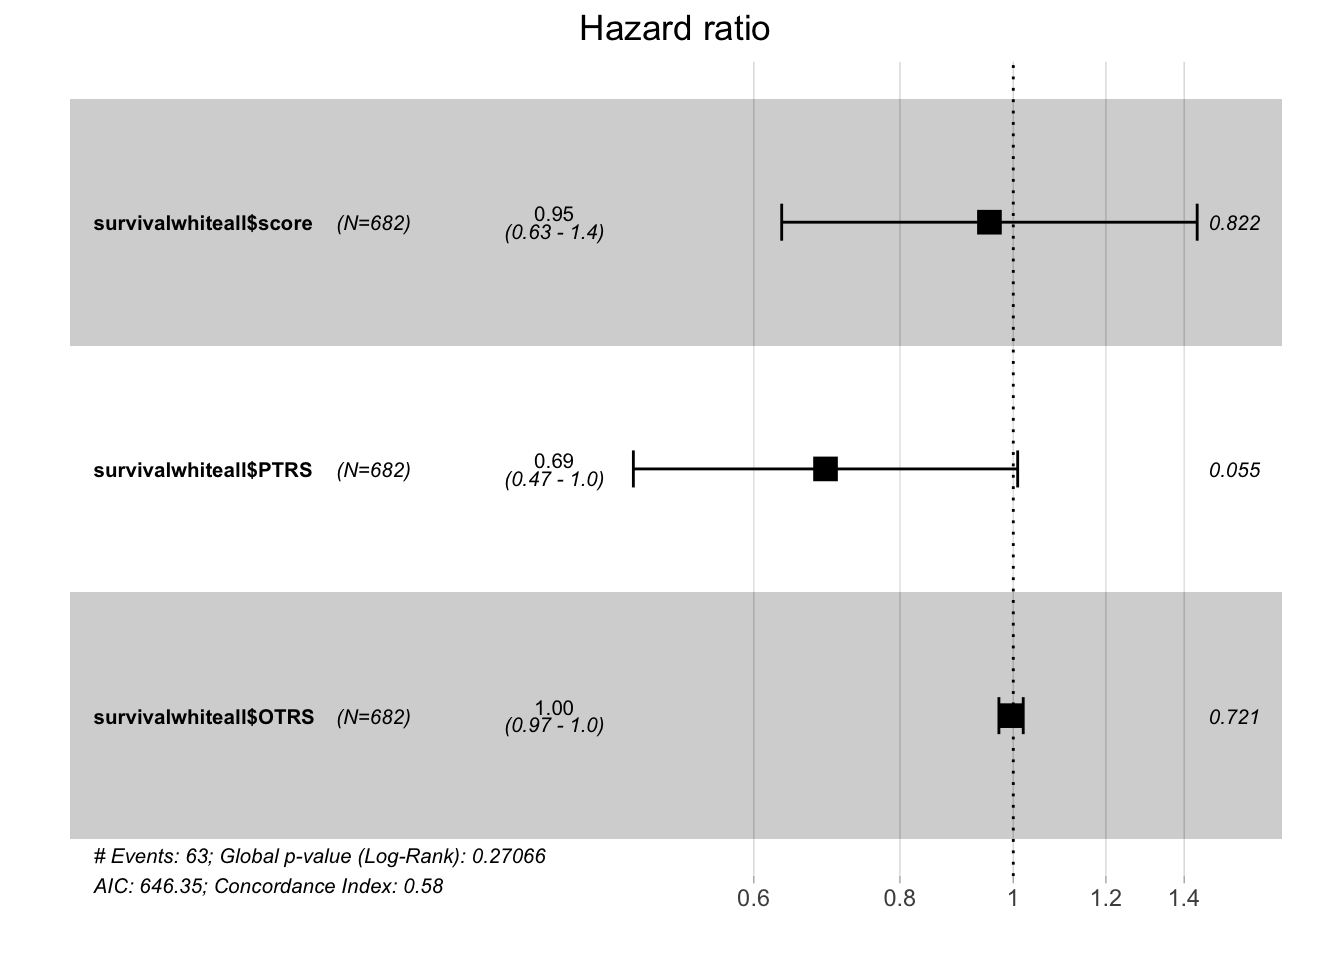 Hazard ratio
survivalwhiteall$score (N=682) 0.95 (0.63 - 1.4) 0.822
survivalwhiteall$PTRS (N=682) 0.69 (0.47 - 1.0) 0.055
survivalwhiteall$OTRS (N=682) 1.00 (0.97 - 1.0) 0.721
# Events: 63; Global p-value (Log-Rank): 0.27066
AIC: 646.35; Concordance Index: 0.58
0.6 0.8 1 1.2 1.4